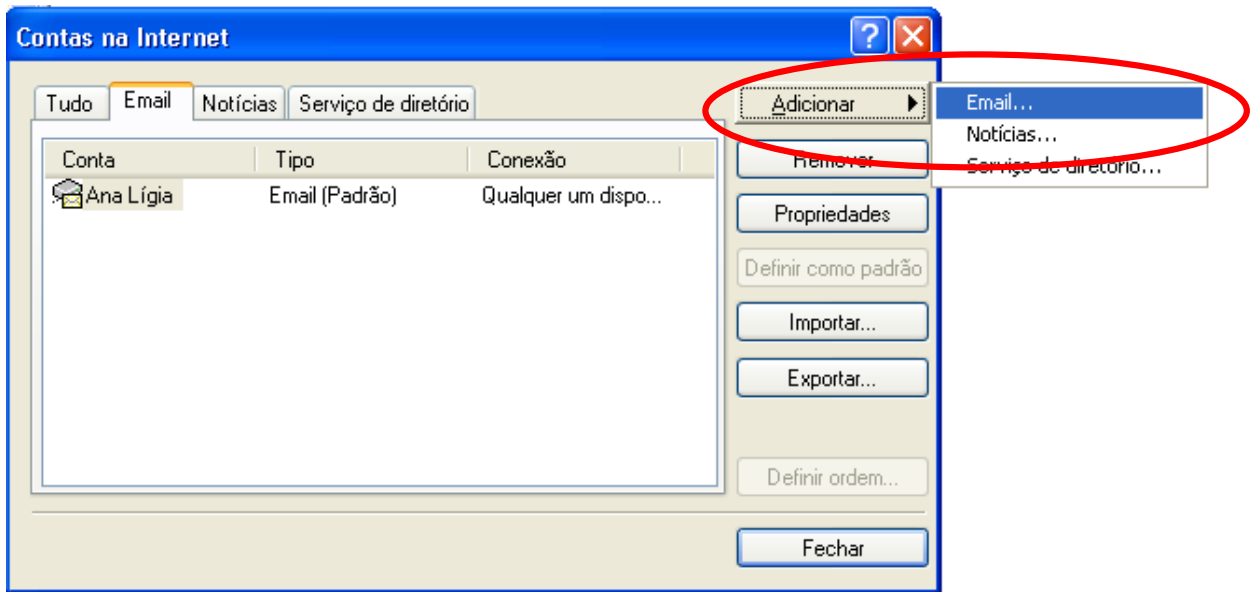 Contas na Internet
Tudo Email Notícias Serviço de diretório
Adicionar
Email...
Notícias...
Serviço de diretório...
Conta Tipo Conexão
Ana Lígia Email (Padrão) Qualquer um dispo...
Remover
Propriedades
Definir como padrão
Importar...
Exportar...
Definir ordem...
Fechar